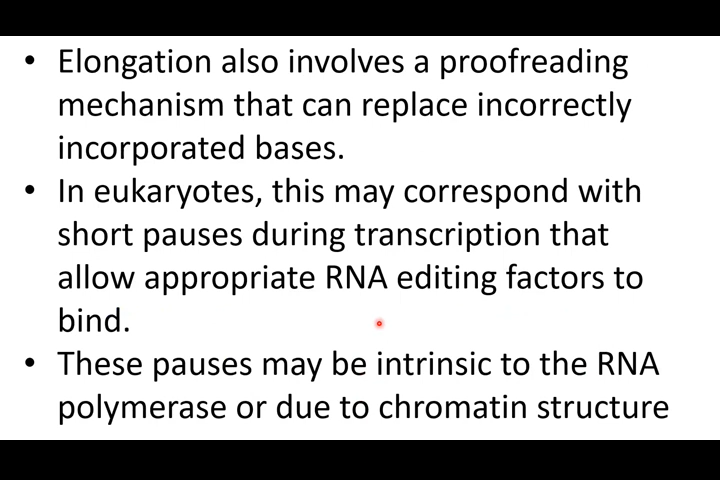 • Elongation also involves a proofreading
mechanism that can replace incorrectly
incorporated bases.
• In eukaryotes, this may correspond with
short pauses during transcription that
allow appropriate RNA editing factors to
bind.
• These pauses may be intrinsic to the RNA
polymerase or due to chromatin structure